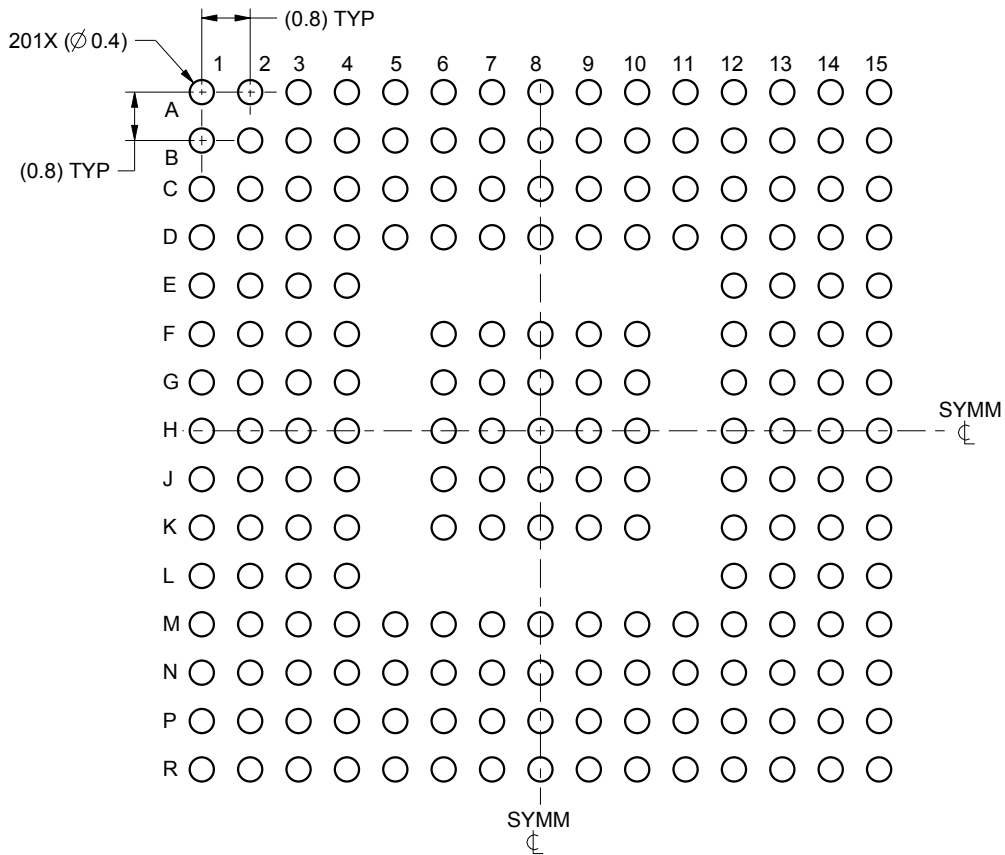 (0.8) TYP
201X (∅ 0.4)
1 2 3 4 5 6 7 8 9 10 11 12 13 14 15
A
B
(0.8) TYP
C
D
E
F
G
SYMM
℄
H
J
K
L
M
N
P
R
SYMM
℄